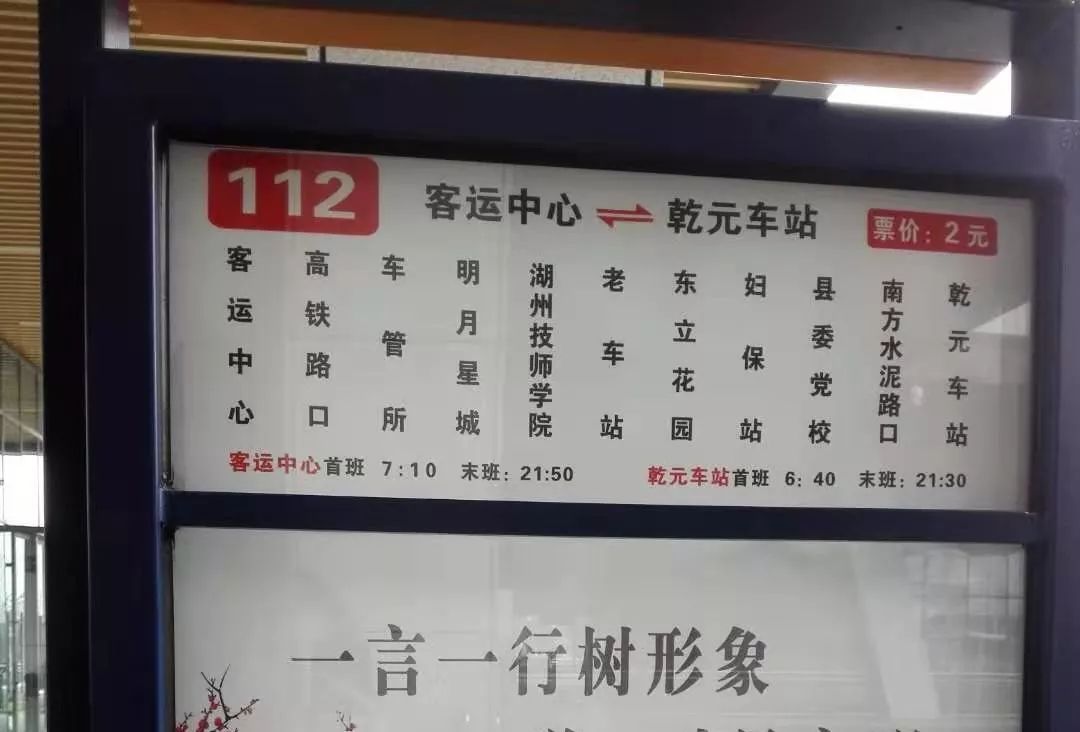 112 客运中心 ⇌ 乾元车站 票价：2元
客运中心
高铁路口
车管所
明月星城
湖州技师学院
老车站
东立花园
妇保站
县委党校
南方水泥路口
乾元车站
客运中心首班 7:10 末班：21:50 乾元车站首班 6：40 末班：21:30
一言一行树形象